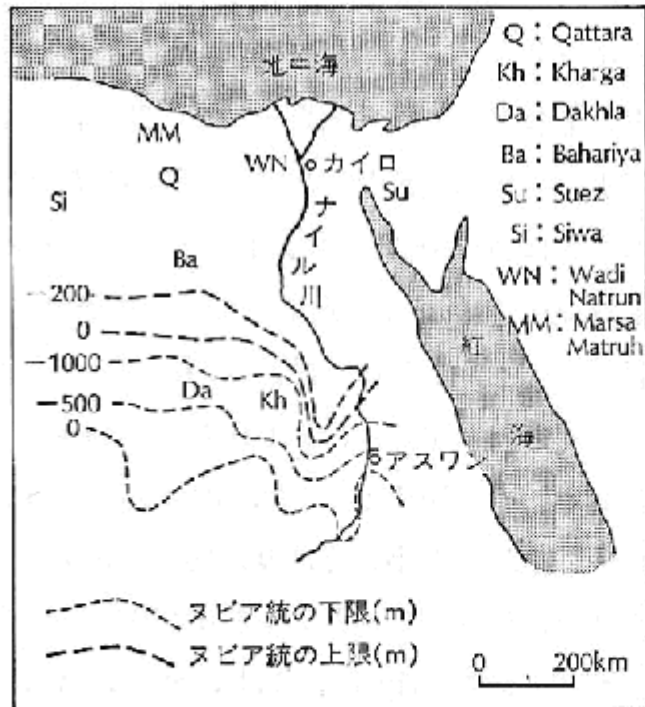 Q：Qattara
Kh：Kharga
Da：Dakhla
Ba：Bahariya
Su：Suez
Si：Siwa
WN：Wadi
Natrun
MM：Marsa
Matruh
海
MM
WN
カイロ
Q
Su
Si
ナイル川
Ba
-200
0
紅海
-1000
Da
Kh
-500
0
アスワン
ヌビア統の下限(m)
ヌビア統の上限(m)
0 200km